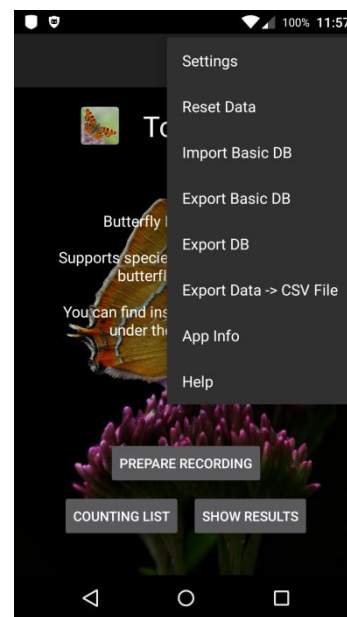 100% 11:57
Settings
Reset Data
Import Basic DB
Export Basic DB
Export DB
Export Data -> CSV File
App Info
Help
Butterfly
Supports specie
butterfl
You can find ins
under the
PREPARE RECORDING
COUNTING LIST
SHOW RESULTS